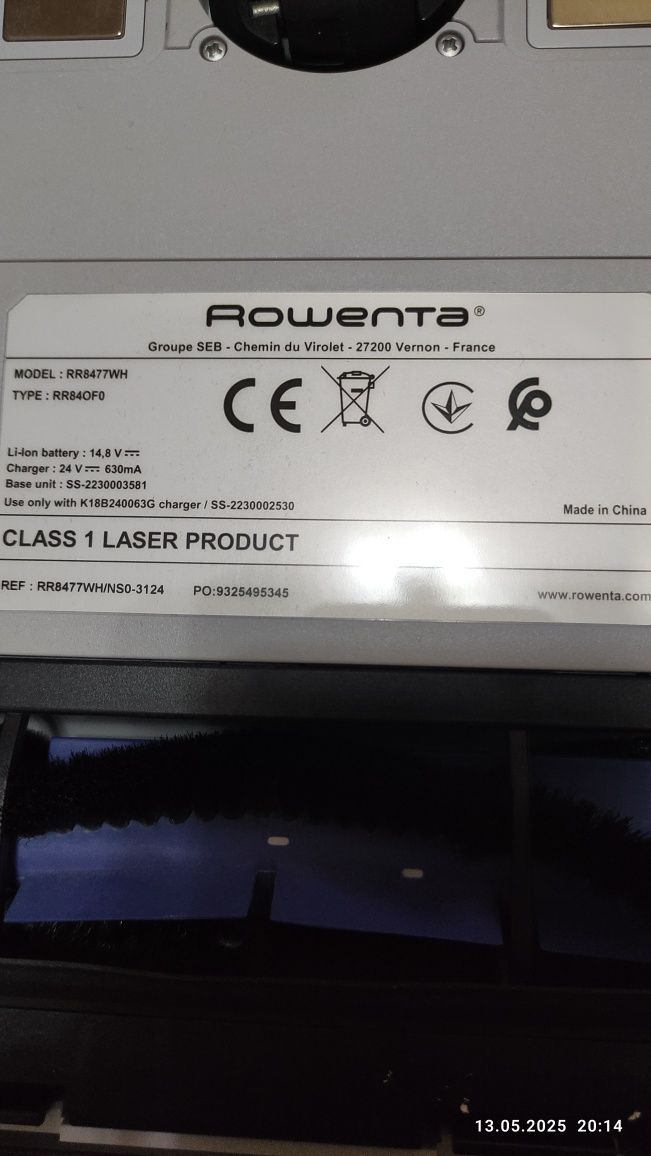 Rowenta®
Groupe SEB - Chemin du Virolet - 27200 Vernon - France
MODEL : RR8477WH
TYPE : RR84OF0
CE
Li-Ion battery : 14,8 V
Charger : 24 V 630mA
Base unit : SS-2230003581
Use only with K18B240063G charger / SS-2230002530
Made in China
CLASS 1 LASER PRODUCT
REF : RR8477WH/NS0-3124 PO:9325495345
www.rowenta.com
13.05.2025 20:14